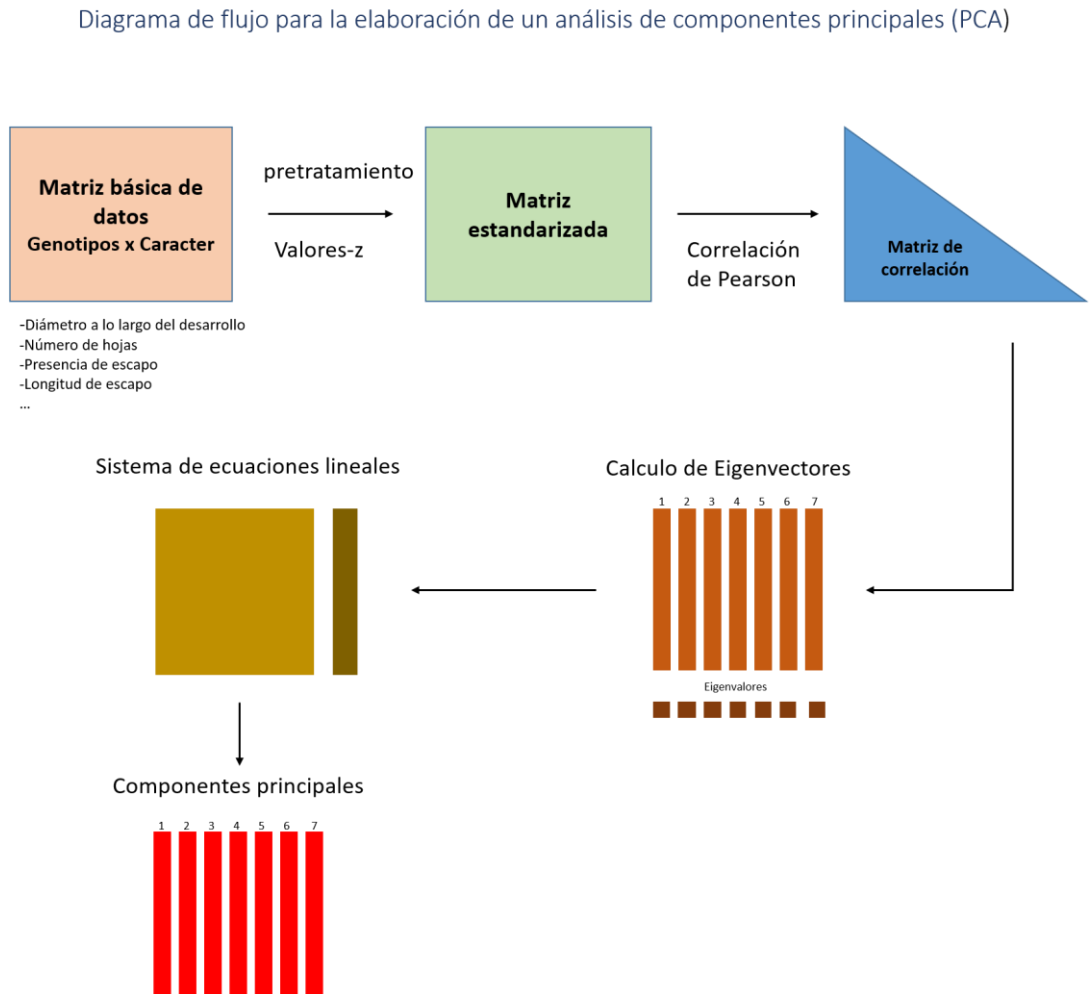 Diagrama de flujo para la elaboración de un análisis de componentes principales (PCA)
Matriz básica de
datos
Genotipos x Caracter
pretratamiento
Valores-z
Matriz
estandarizada
Correlación
de Pearson
Matriz de
correlación
-Diámetro a lo largo del desarrollo
-Número de hojas
-Presencia de escapo
-Longitud de escapo
...
Sistema de ecuaciones lineales
Calculo de Eigenvectores
1 2 3 4 5 6 7
Eigenvalores
Componentes principales
1 2 3 4 5 6 7